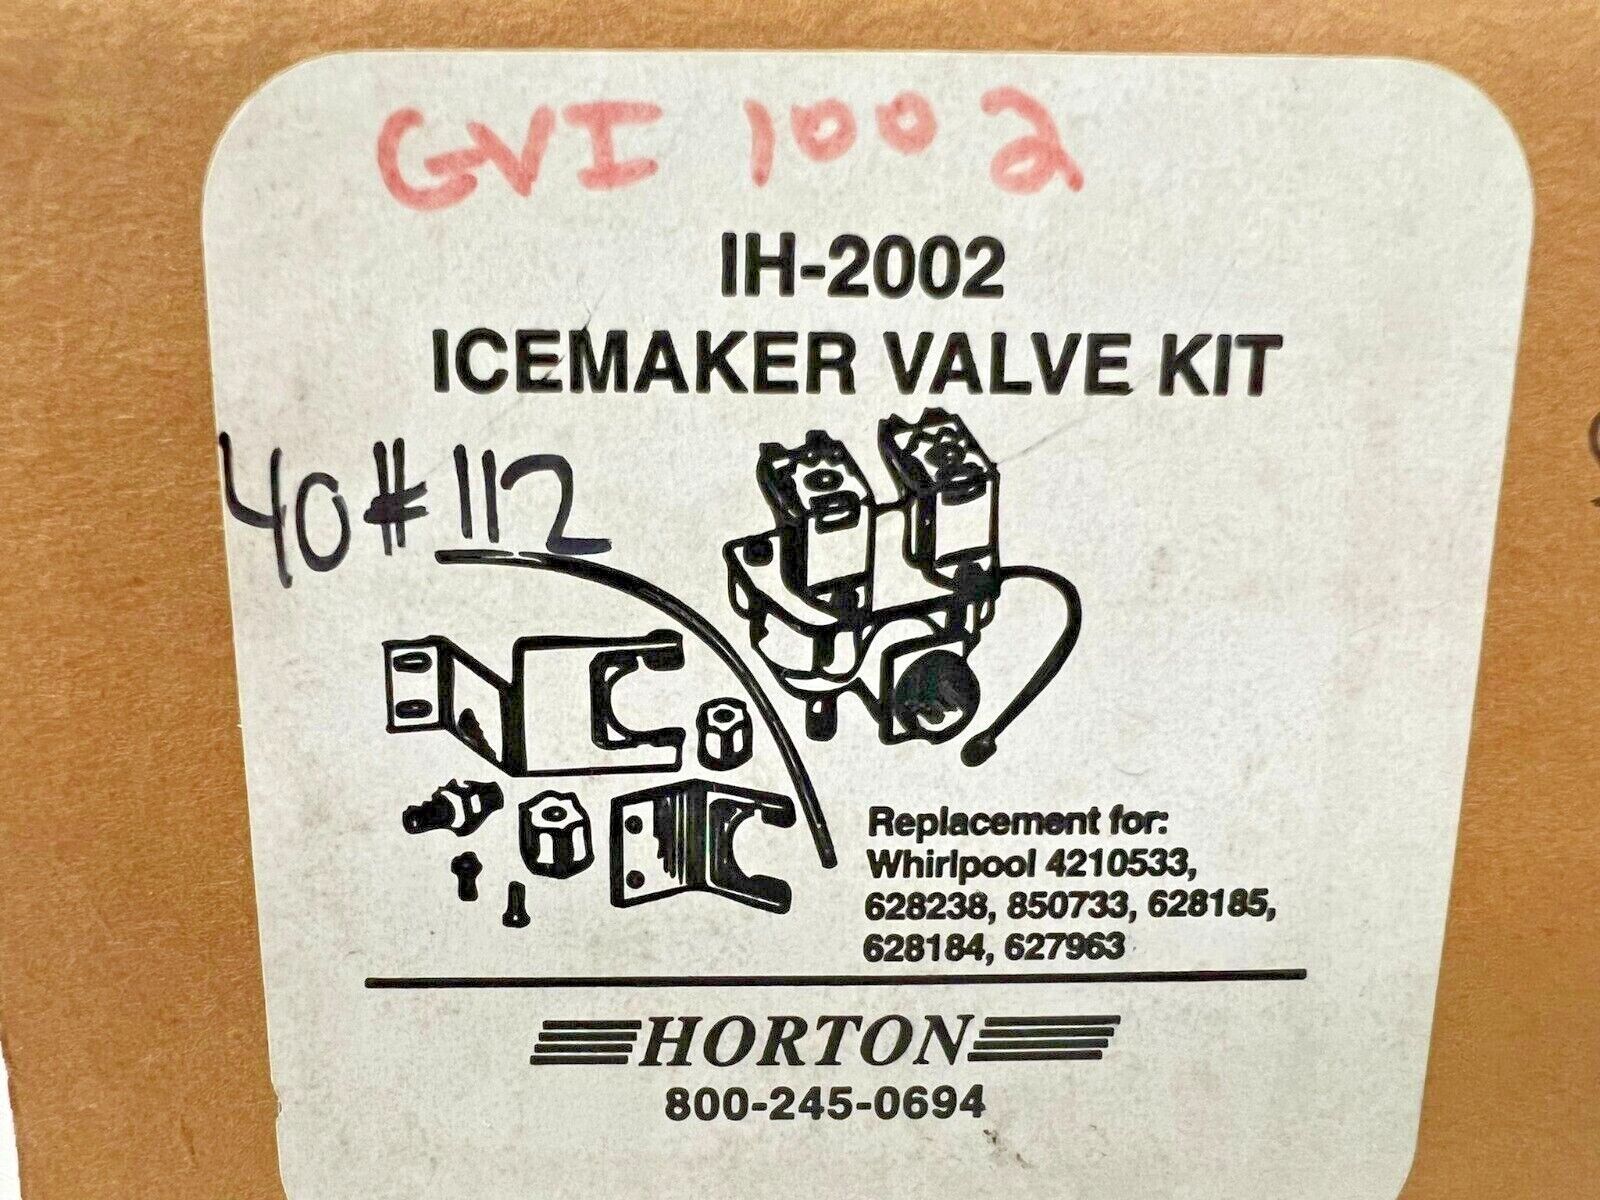 GVI 1002
IH-2002
ICEMAKER VALVE KIT
40#112
Replacement for:
Whirlpool 4210533,
628238, 850733, 628185,
628184, 627963
HORTON
800-245-0694